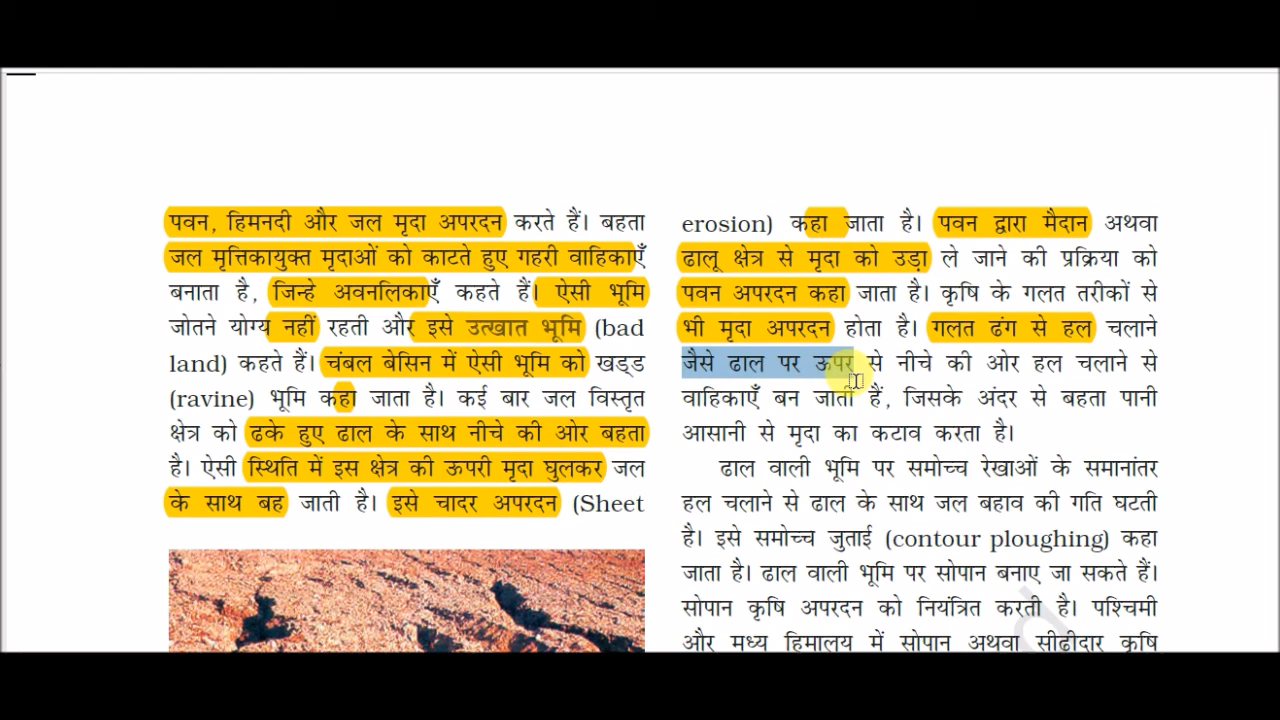 पवन, हिमनदी और जल मृदा अपरदन करते हैं। बहता
जल मृत्तिकायुक्त मृदाओं को काटते हुए गहरी वाहिकाएँ
बनाता है, जिन्हे अवनलिकाएँ कहते हैं। ऐसी भूमि
जोतने योग्य नहीं रहती और इसे उत्खात भूमि (bad
land) कहते हैं। चंबल बेसिन में ऐसी भूमि को खड्ड
(ravine) भूमि कहा जाता है। कई बार जल विस्तृत
क्षेत्र को ढके हुए ढाल के साथ नीचे की ओर बहता
है। ऐसी स्थिति में इस क्षेत्र की ऊपरी मृदा घुलकर जल
के साथ बह जाती है। इसे चादर अपरदन (Sheet
erosion) कहा जाता है। पवन द्वारा मैदान अथवा
ढालू क्षेत्र से मृदा को उड़ा ले जाने की प्रक्रिया को
पवन अपरदन कहा जाता है। कृषि के गलत तरीकों से
भी मृदा अपरदन होता है। गलत ढंग से हल चलाने
जैसे ढाल पर ऊपर से नीचे की ओर हल चलाने से
वाहिकाएँ बन जाती हैं, जिसके अंदर से बहता पानी
आसानी से मृदा का कटाव करता है।
ढाल वाली भूमि पर समोच्च रेखाओं के समानांतर
हल चलाने से ढाल के साथ जल बहाव की गति घटती
है। इसे समोच्च जुताई (contour ploughing) कहा
जाता है। ढाल वाली भूमि पर सोपान बनाए जा सकते हैं।
सोपान कृषि अपरदन को नियंत्रित करती है। पश्चिमी
और मध्य हिमालय में सोपान अथवा सीढ़ीदार कृषि